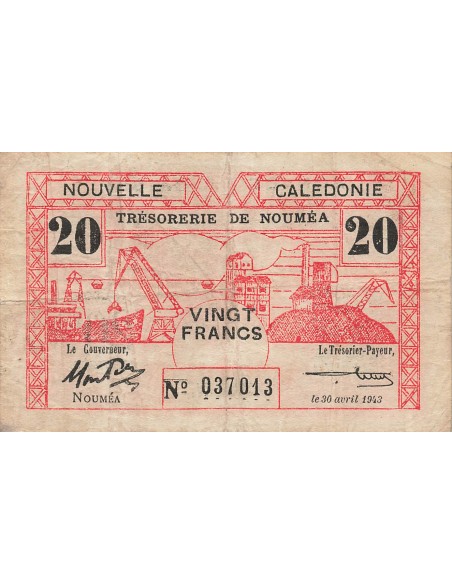 NOUVELLE CALEDONIE
TRÉSORERIE DE NOUMÉA
20 20
VINGT
FRANCS
Le Gouverneur, Le Trésorier-Payeur,
Nº 037013
NOUMÉA le 30 avril 1943